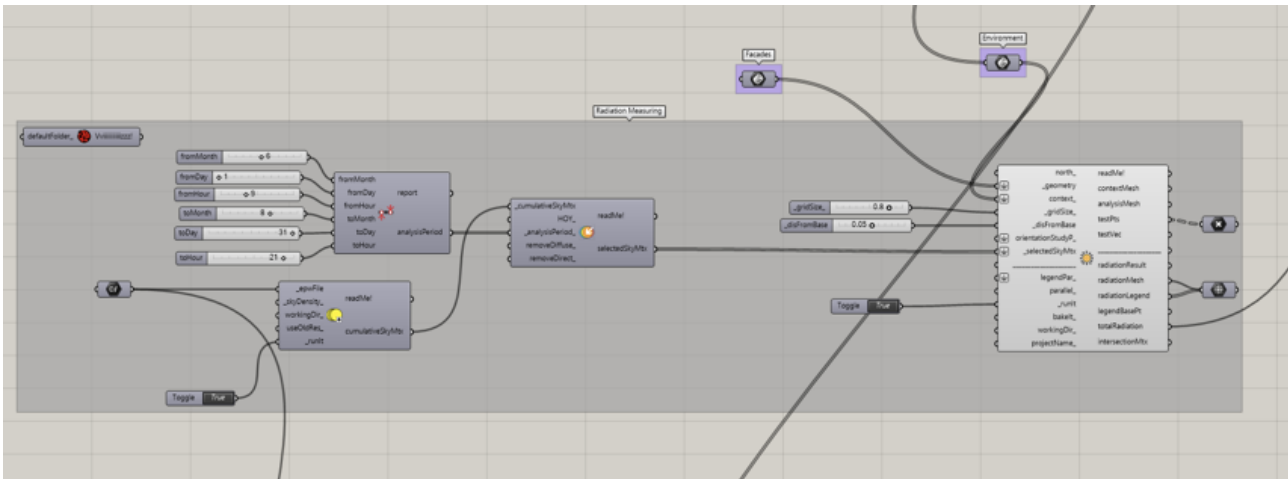 Facades
Environment
Radiation Measuring
defaultFolder_
fromMonth 6
fromDay 1
fromHour 9
toMonth 8
toDay 31
toHour 21
fromMonth
fromDay
fromHour
toMonth
toDay
toHour
report
analysisPeriod
_epwFile
_skyDensity_
workingDir_
useOldRes_
_runIt
readMe!
cumulativeSkyMtx
Toggle True
_cumulativeSkyMtx
HOY_
_analysisPeriod_
removeDiffuse_
removeDirect_
readMe!
selectedSkyMtx
_gridSize_ 0.8
_disFromBase 0.05
Toggle True
north_
_geometry
context_
_gridSize_
_disFromBase
orientationStudyP_
_selectedSkyMtx
legendPar_
parallel_
_runIt
bakeIt_
workingDir_
projectName_
readMe!
contextMesh
analysisMesh
testPts
testVec
radiationResult
radiationMesh
radiationLegend
legendBasePt
totalRadiation
intersectionMtx